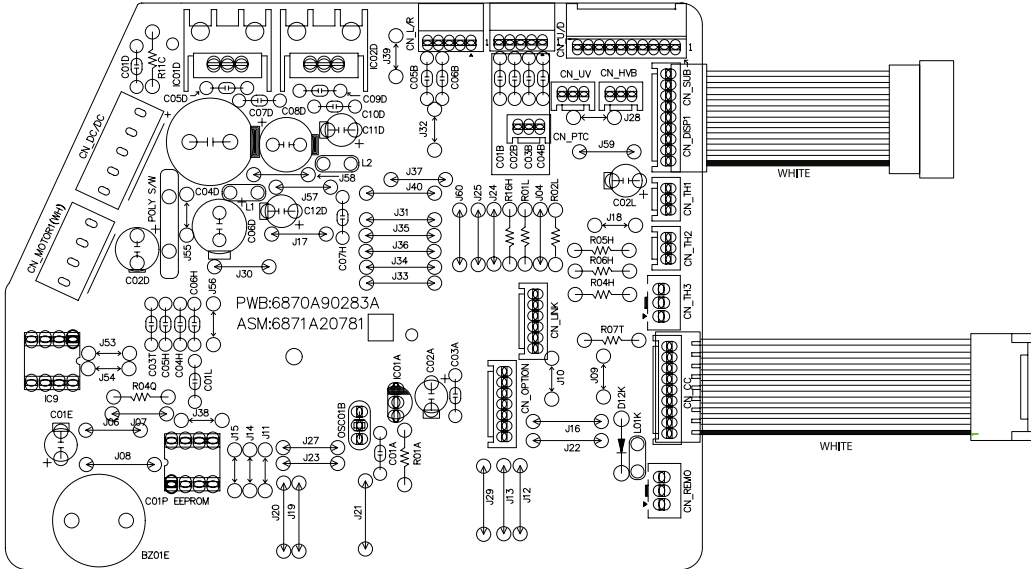 CN_L/R
1
CN_U/D
1
J39
C01D
R11C
IC01D
IC02D
C05B
C06B
CN_UV
CN_HVB
CN_SUB
C05D
C09D
C07D
C08D
C10D
C11D
J32
CN_PTC
J28
CN_DISP1
CN_DC/DC
C01B
C02B
C03B
C04B
J59
L2
J58
WHITE
J37
J40
C04D
L1
J57
C02L
POLY S/W
J55
C06D
C12D
J17
C07H
J31
J35
J36
J34
J33
J60
J25
J24
R16H
R01L
J04
R02L
CN_TH1
J18
CN_TH2
R05H
R06H
R04H
CN_MOTOR1(WH)
C02D
J30
C06H
J56
PWB:6870A90283A
ASM:6871A20781
CN_TH3
CN_LINK
R07T
J53
J54
IC9
C03T
C05H
C04H
C01L
R04Q
IC01A
C02A
C03A
CN_OPTION
J10
J09
CN_CC
D12K
L01K
WHITE
C01E
J06
J07
J38
J15
J14
J11
J27
J23
OSC01B
C01A
R01A
J16
J22
J08
C01P
EEPROM
J20
J19
J21
J29
J13
J12
CN_REMO
BZ01E